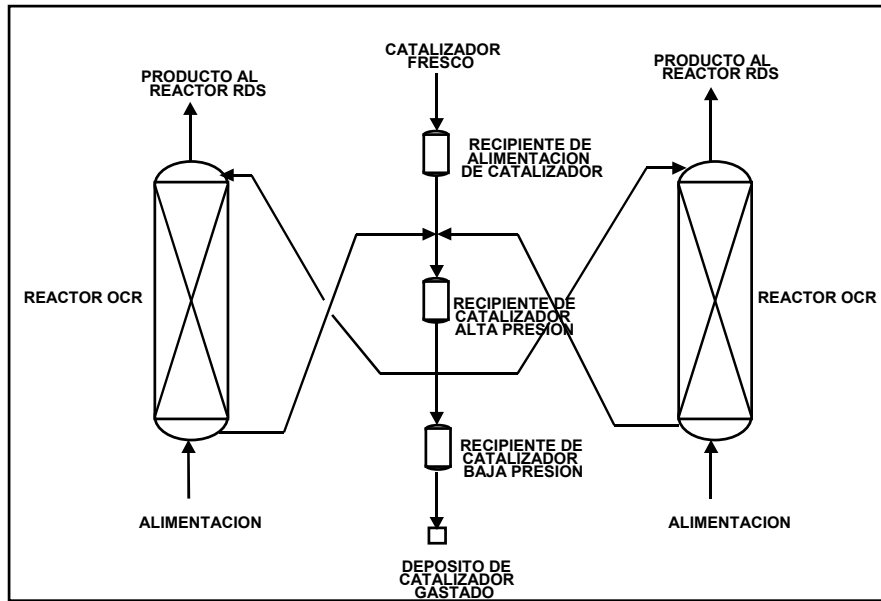 PRODUCTO AL
REACTOR RDS
CATALIZADOR
FRESCO
PRODUCTO AL
REACTOR RDS
RECIPIENTE DE
ALIMENTACION
DE CATALIZADOR
REACTOR OCR
RECIPIENTE DE
CATALIZADOR
ALTA PRESION
REACTOR OCR
RECIPIENTE DE
CATALIZADOR
BAJA PRESION
ALIMENTACION
ALIMENTACION
DEPOSITO DE
CATALIZADOR
GASTADO